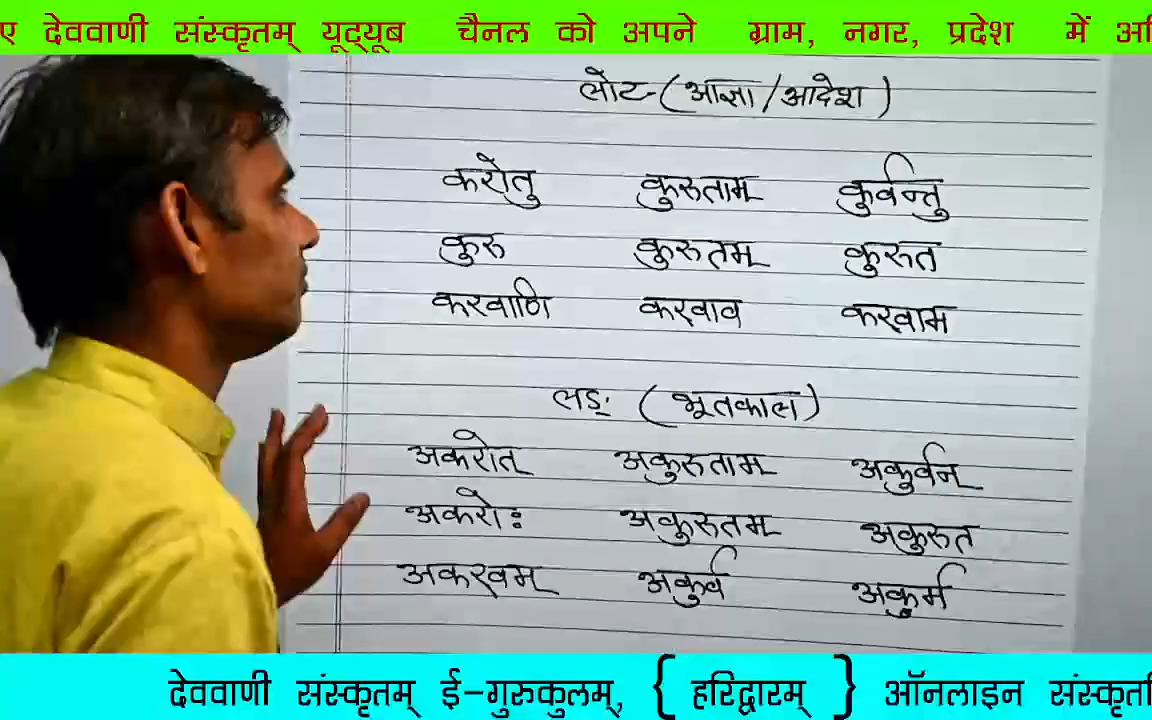 ए देववाणी संस्कृतम् यूट्यूब चैनल को अपने ग्राम, नगर, प्रदेश में
लोट् (आज्ञा/आदेश)
करोतु कुरुताम् कुर्वन्तु
कुरु कुरुतम् कुरुत
करवाणि करवाव करवाम
लङ् (भूतकाल)
अकरोत् अकुरुताम् अकुर्वन्
अकरोः अकुरुतम् अकुरुत
अकरवम् अकुर्व अकुर्म
देववाणी संस्कृतम् ई-गुरुकुलम्, { हरिद्वारम् } ऑनलाइन